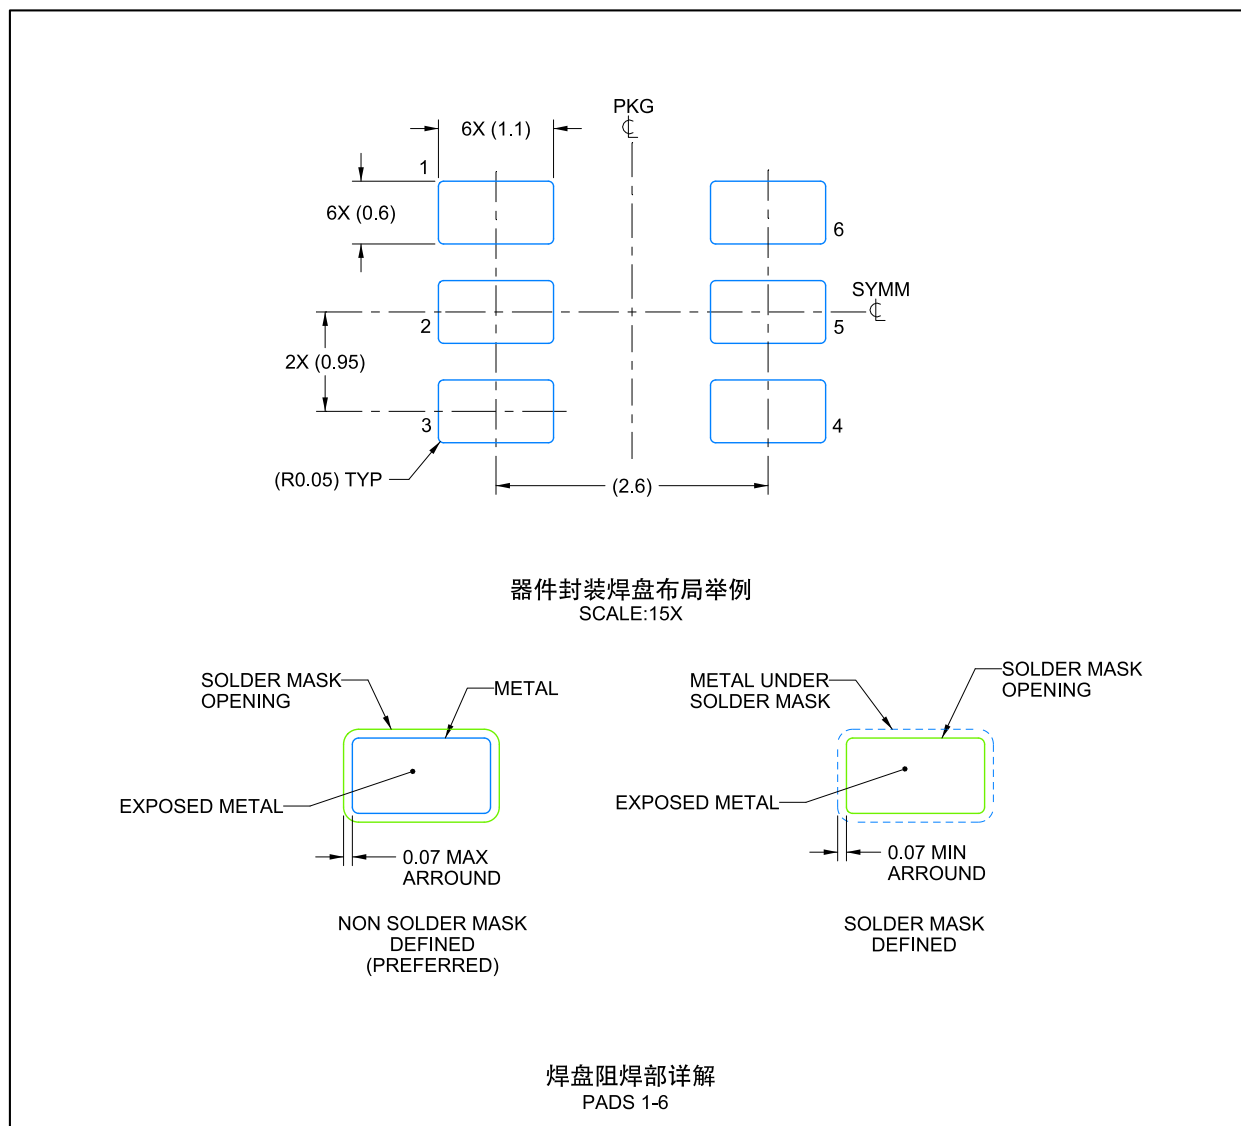 PKG
℄
6X (1.1)
1
6X (0.6)
6
SYMM
℄
2
5
2X (0.95)
3
4
(R0.05) TYP
(2.6)
器件封装焊盘布局举例
SCALE:15X
SOLDER MASK
OPENING
METAL
EXPOSED METAL
0.07 MAX
ARROUND
NON SOLDER MASK
DEFINED
(PREFERRED)
METAL UNDER
SOLDER MASK
SOLDER MASK
OPENING
EXPOSED METAL
0.07 MIN
ARROUND
SOLDER MASK
DEFINED
焊盘阻焊部详解
PADS 1-6